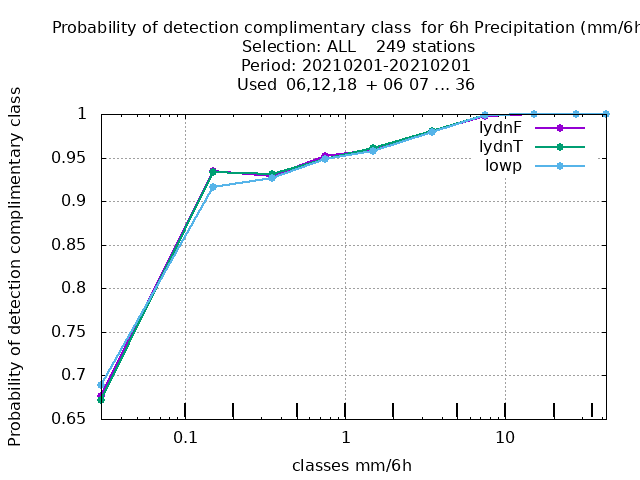 Probability of detection complimentary class for 6h Precipitation (mm/6h
Selection: ALL 249 stations
Period: 20210201-20210201
Used 06,12,18 + 06 07 ... 36
Probability of detection complimentary class
1
0.95
0.9
0.85
0.8
0.75
0.7
0.65
lydnF
lydnT
lowp
0.1
1
10
classes mm/6h